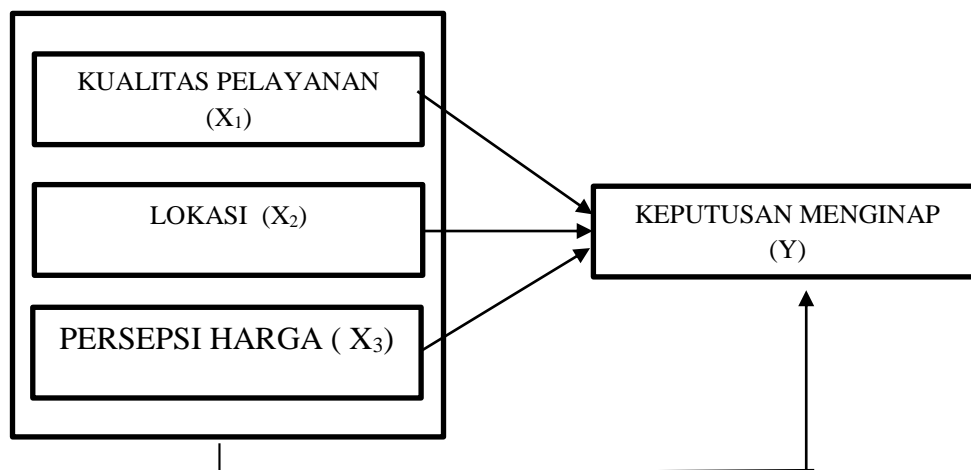 KUALITAS PELAYANAN
(X₁)
LOKASI (X₂)
PERSEPSI HARGA ( X₃)
KEPUTUSAN MENGINAP
(Y)